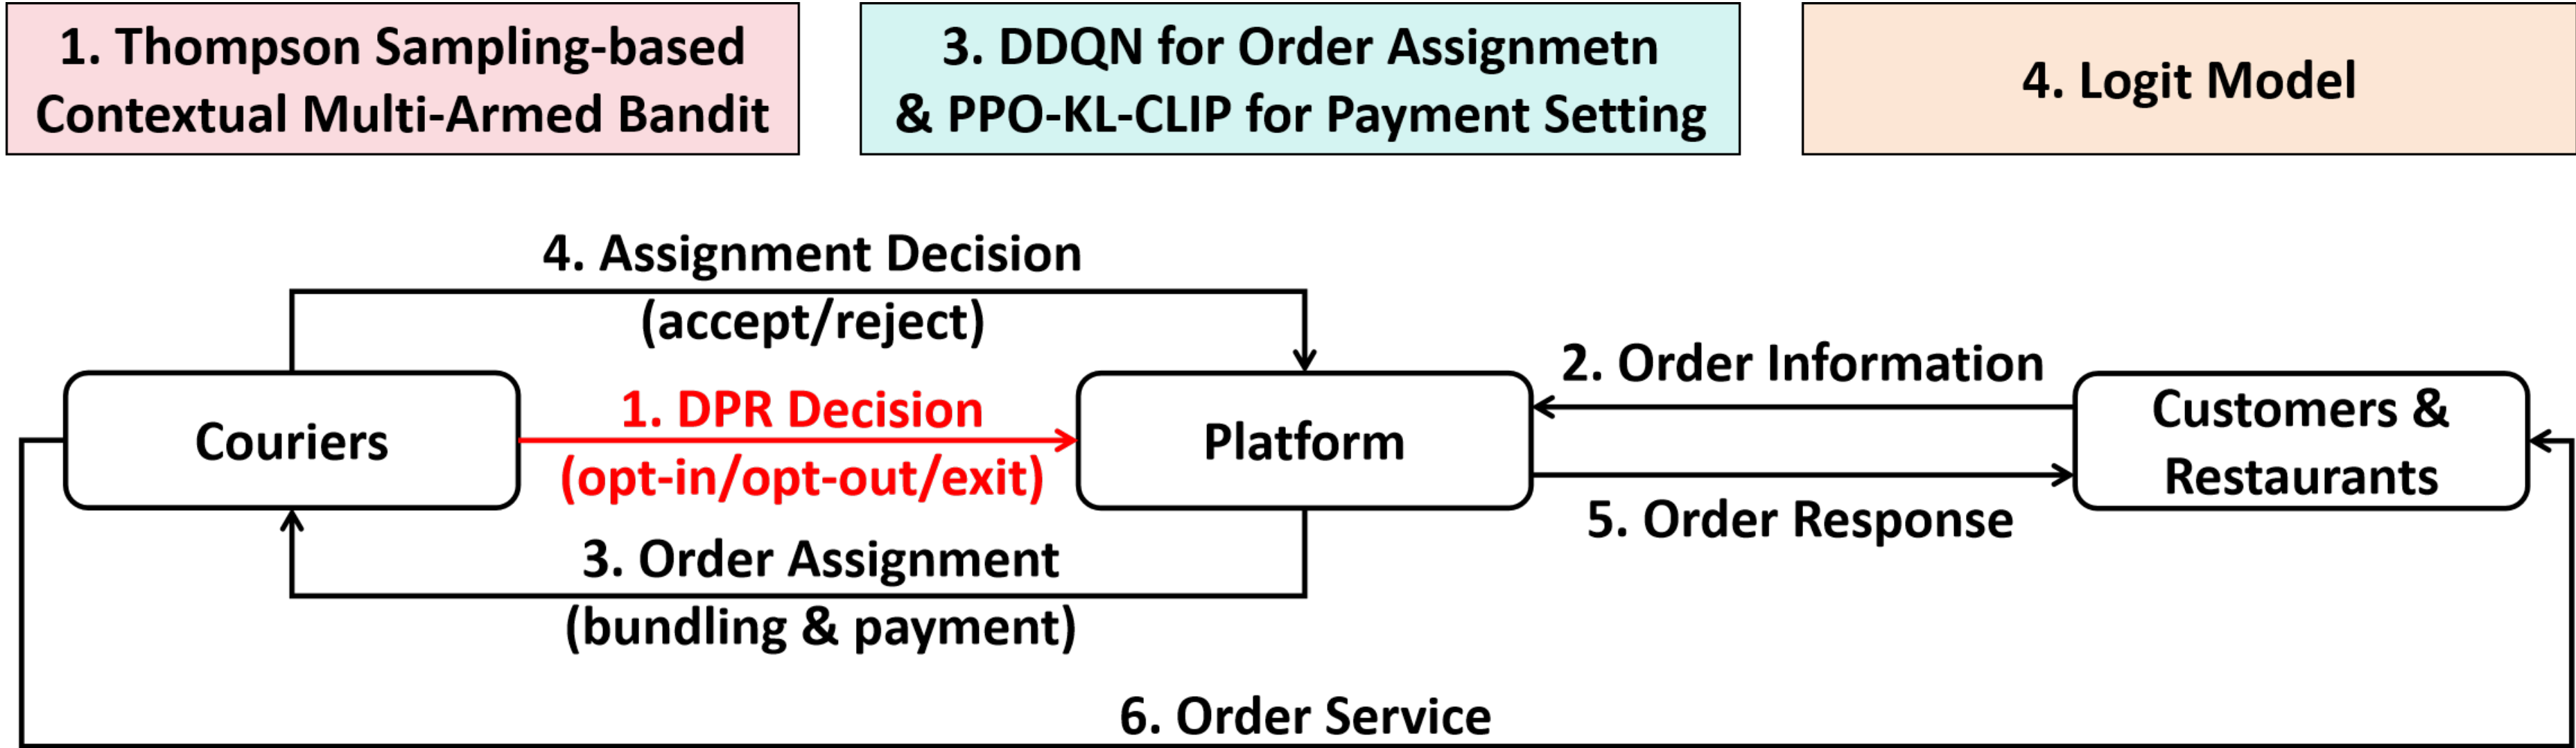 1. Thompson Sampling-based
Contextual Multi-Armed Bandit
3. DDQN for Order Assignmetn
& PPO-KL-CLIP for Payment Setting
4. Logit Model
4. Assignment Decision
(accept/reject)
1. DPR Decision
(opt-in/opt-out/exit)
Couriers
Platform
2. Order Information
Customers &
Restaurants
5. Order Response
3. Order Assignment
(bundling & payment)
6. Order Service